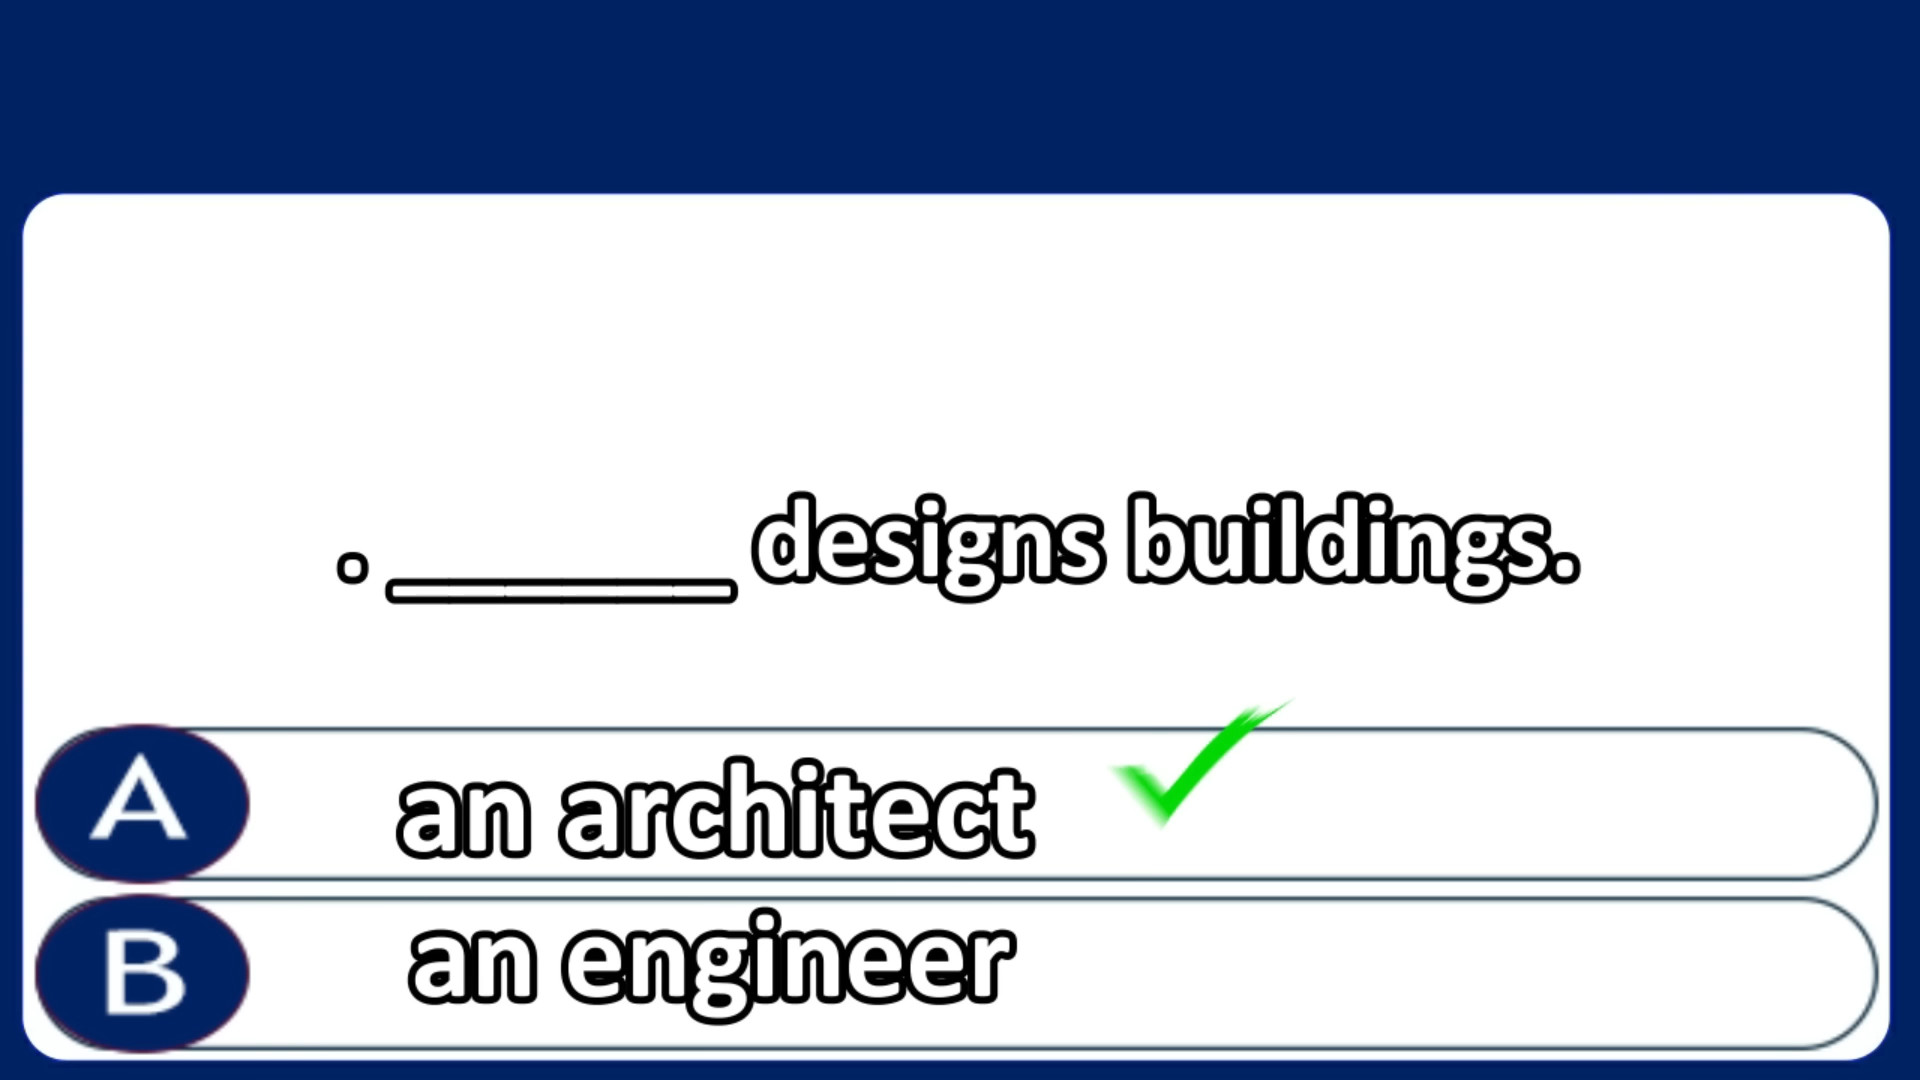 . ______ designs buildings.
A an architect
B an engineer